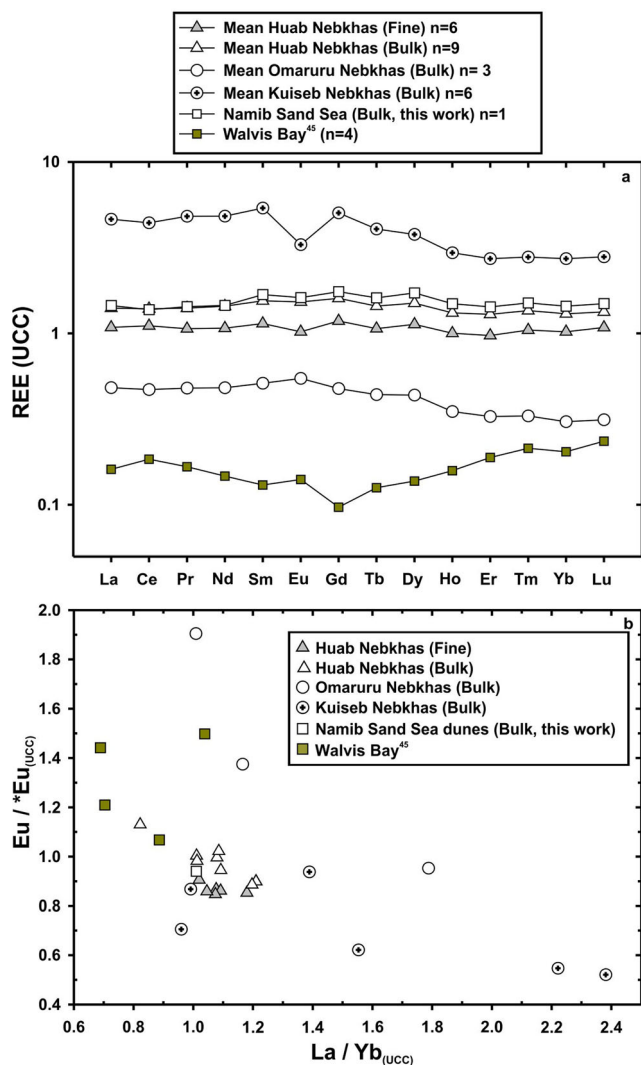 Mean Huab Nebkhas (Fine) n=6
Mean Huab Nebkhas (Bulk) n=9
Mean Omaruru Nebkhas (Bulk) n= 3
Mean Kuiseb Nebkhas (Bulk) n=6
Namib Sand Sea (Bulk, this work) n=1
Walvis Bay⁴⁵ (n=4)
a
REE (UCC)
10
1
0.1
La Ce Pr Nd Sm Eu Gd Tb Dy Ho Er Tm Yb Lu
b
Huab Nebkhas (Fine)
Huab Nebkhas (Bulk)
Omaruru Nebkhas (Bulk)
Kuiseb Nebkhas (Bulk)
Namib Sand Sea dunes (Bulk, this work)
Walvis Bay⁴⁵
Eu / *Eu(UCC)
2.0
1.8
1.6
1.4
1.2
1.0
0.8
0.6
0.4
0.6 0.8 1.0 1.2 1.4 1.6 1.8 2.0 2.2 2.4
La / Yb(UCC)